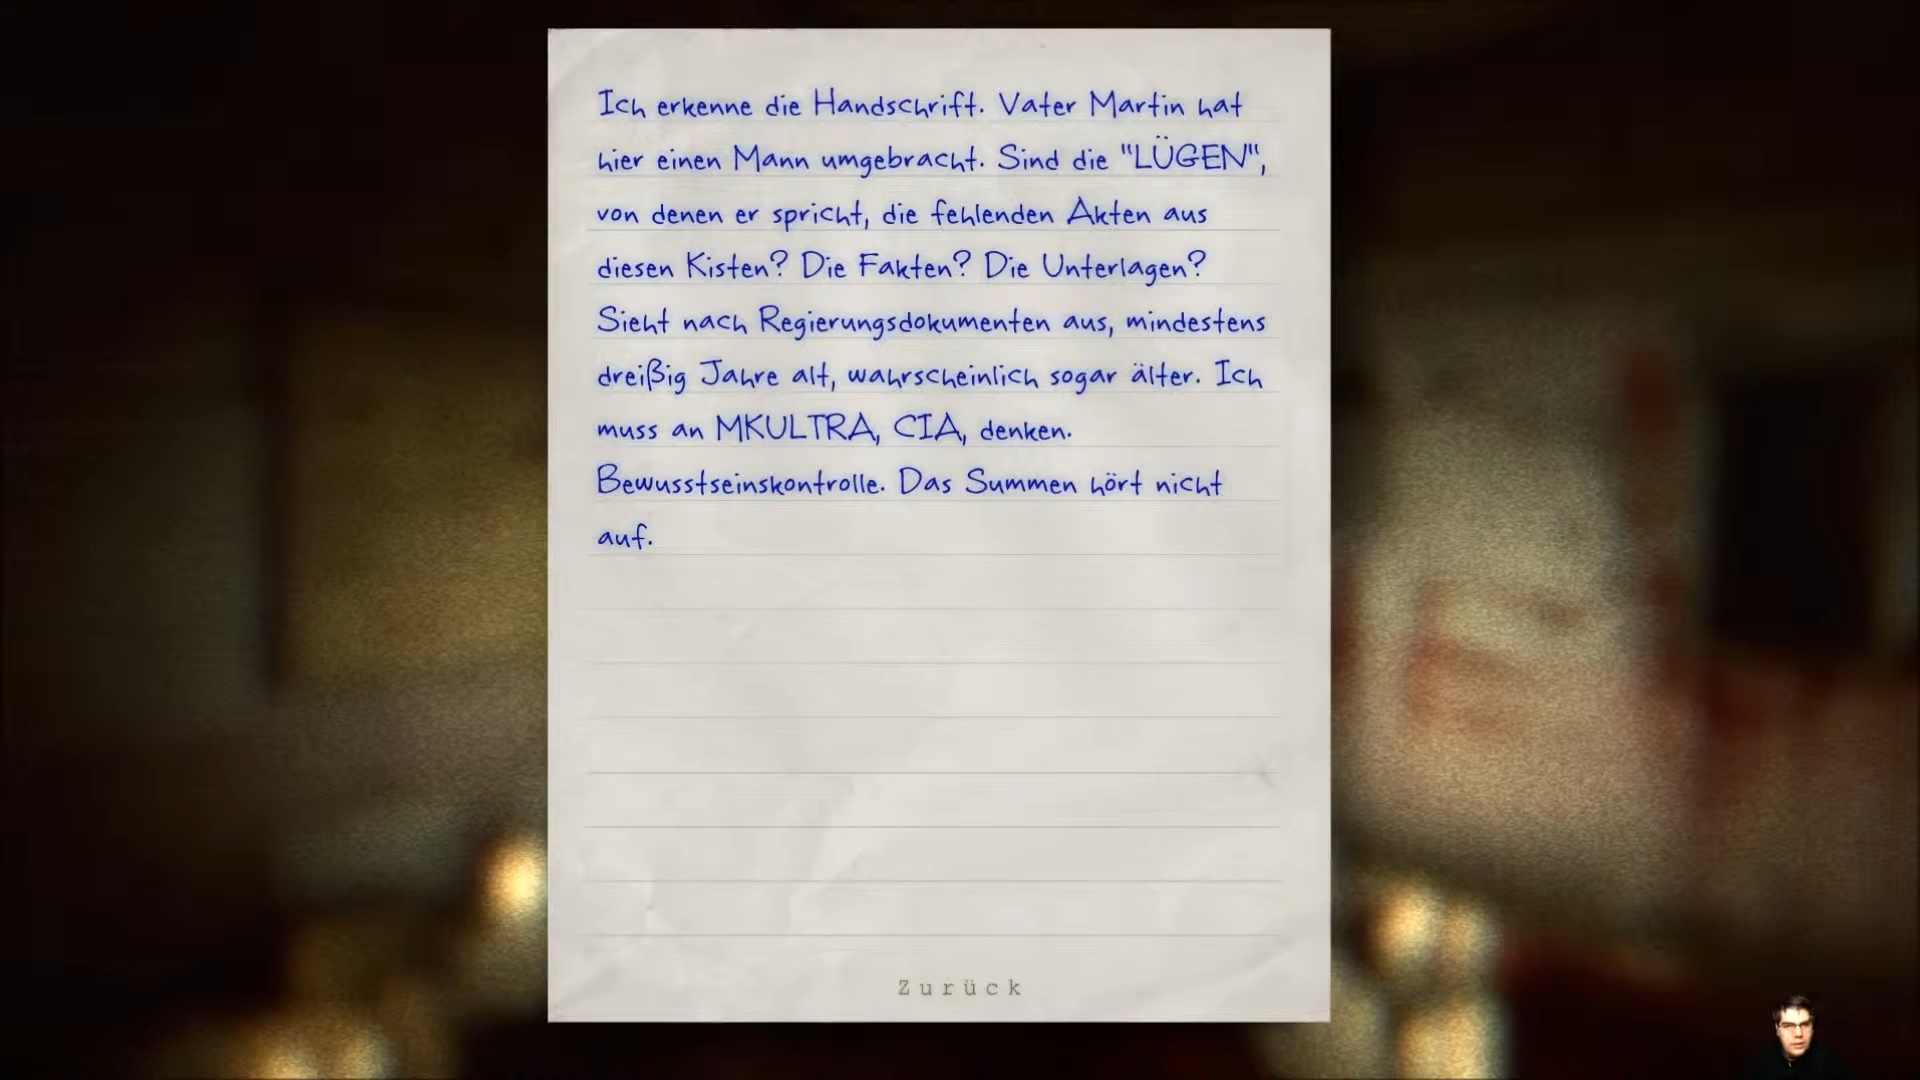 Ich erkenne die Handschrift. Vater Martin hat
hier einen Mann umgebracht. Sind die "LÜGEN",
von denen er spricht, die fehlenden Akten aus
diesen Kisten? Die Fakten? Die Unterlagen?
Sieht nach Regierungsdokumenten aus, mindestens
dreißig Jahre alt, wahrscheinlich sogar älter. Ich
muss an MKULTRA, CIA, denken.
Bewusstseinskontrolle. Das Summen hört nicht
auf.
Zurück